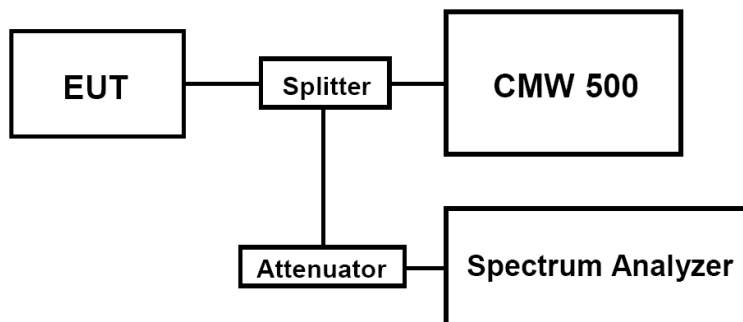 EUT
Splitter
CMW 500
Attenuator
Spectrum Analyzer